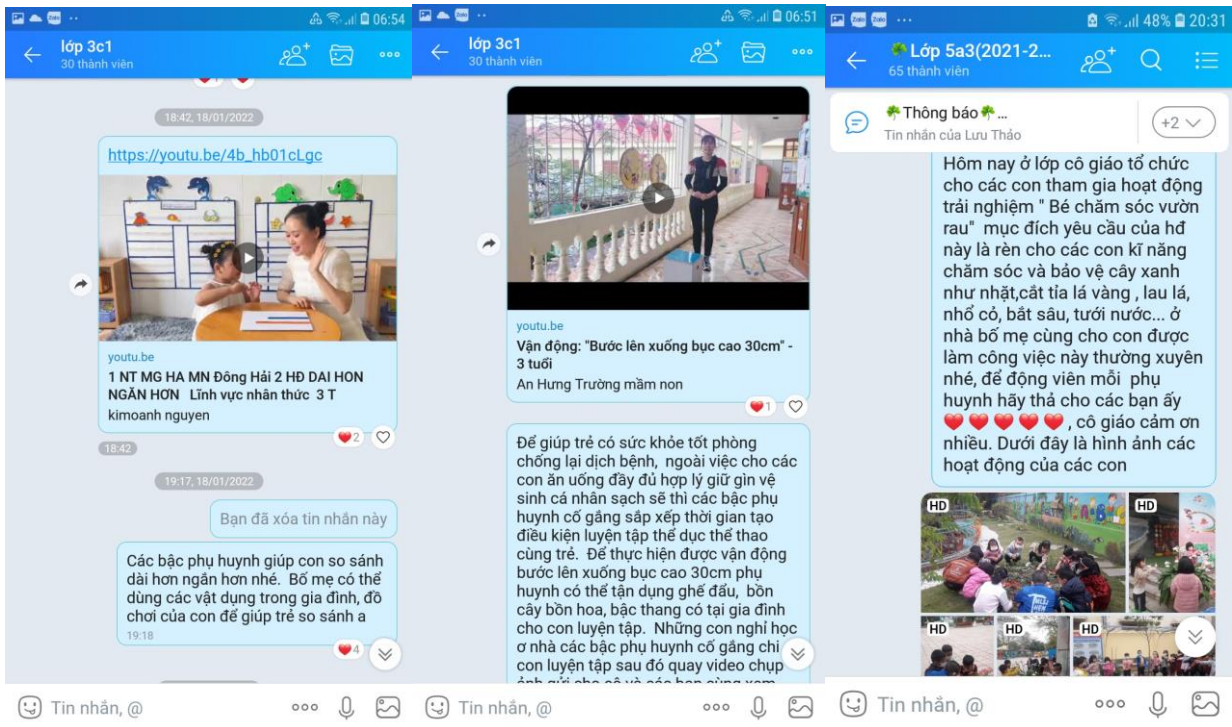 06:54
lớp 3c1
30 thành viên
18:42, 18/01/2022
https://youtu.be/4b_hb01cLgc
youtu.be
1 NT MG HA MN Đông Hải 2 HĐ DAI HON
NGĂN HƠN Lĩnh vực nhân thức 3 T
kimoanh nguyen
2
18:42
19:17, 18/01/2022
Bạn đã xóa tin nhắn này
Các bậc phụ huynh giúp con so sánh
dài hơn ngắn hơn nhé. Bố mẹ có thể
dùng các vật dụng trong gia đình, đồ
chơi của con để giúp trẻ so sánh a
19:18
4
Tin nhắn, @
06:51
lớp 3c1
30 thành viên
youtu.be
Vận động: "Bước lên xuống bục cao 30cm" -
3 tuổi
An Hưng Trường mầm non
1
Để giúp trẻ có sức khỏe tốt phòng
chống lại dịch bệnh, ngoài việc cho các
con ăn uống đầy đủ hợp lý giữ gìn vệ
sinh cá nhân sạch sẽ thì các bậc phụ
huynh cố gắng sắp xếp thời gian tạo
điều kiện luyện tập thể dục thể thao
cùng trẻ. Để thực hiện được vận động
bước lên xuống bục cao 30cm phụ
huynh có thể tận dụng ghế đẩu, bồn
cây bồn hoa, bậc thang có tại gia đình
cho con luyện tập. Những con nghỉ học
ơ nhà các bậc phụ huynh cố gắng chi
con luyện tập sau đó quay video chụp
ảnh gửi cho cô và các bạn cùng xem
Tin nhắn, @
48% 20:31
Lớp 5a3(2021-2...
65 thành viên
Thông báo ...
Tin nhắn của Lưu Thảo
+2
Hôm nay ở lớp cô giáo tổ chức
cho các con tham gia hoạt động
trải nghiệm " Bé chăm sóc vườn
rau" mục đích yêu cầu của hđ
này là rèn cho các con kĩ năng
chăm sóc và bảo vệ cây xanh
như nhặt,cắt tỉa lá vàng , lau lá,
nhổ cỏ, bắt sâu, tưới nước... ở
nhà bố mẹ cùng cho con được
làm công việc này thường xuyên
nhé, để động viên mỗi phụ
huynh hãy thả cho các bạn ấy
❤️❤️❤️❤️❤️ , cô giáo cảm ơn
nhiều. Dưới đây là hình ảnh các
hoạt động của các con
HD
HD
HD
HD
Tin nhắn, @